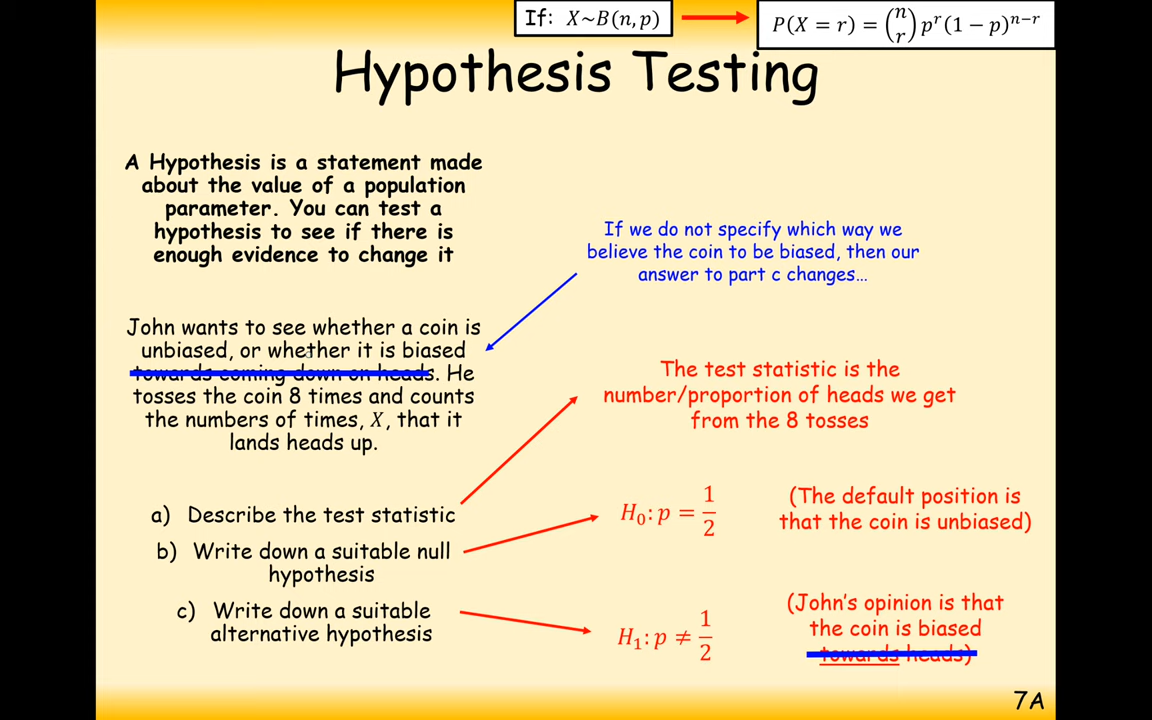 If: X~B(n,p)
P(X = r) = (n r) p^r (1 − p)^{n−r}
Hypothesis Testing
A Hypothesis is a statement made
about the value of a population
parameter. You can test a
hypothesis to see if there is
enough evidence to change it
If we do not specify which way we
believe the coin to be biased, then our
answer to part c changes…
John wants to see whether a coin is
unbiased, or whether it is biased
towards coming down on heads. He
tosses the coin 8 times and counts
the numbers of times, X, that it
lands heads up.
The test statistic is the
number/proportion of heads we get
from the 8 tosses
a) Describe the test statistic
b) Write down a suitable null
hypothesis
c) Write down a suitable
alternative hypothesis
H₀: p = 1/2
(The default position is
that the coin is unbiased)
H₁: p ≠ 1/2
(John's opinion is that
the coin is biased
towards heads)
7A